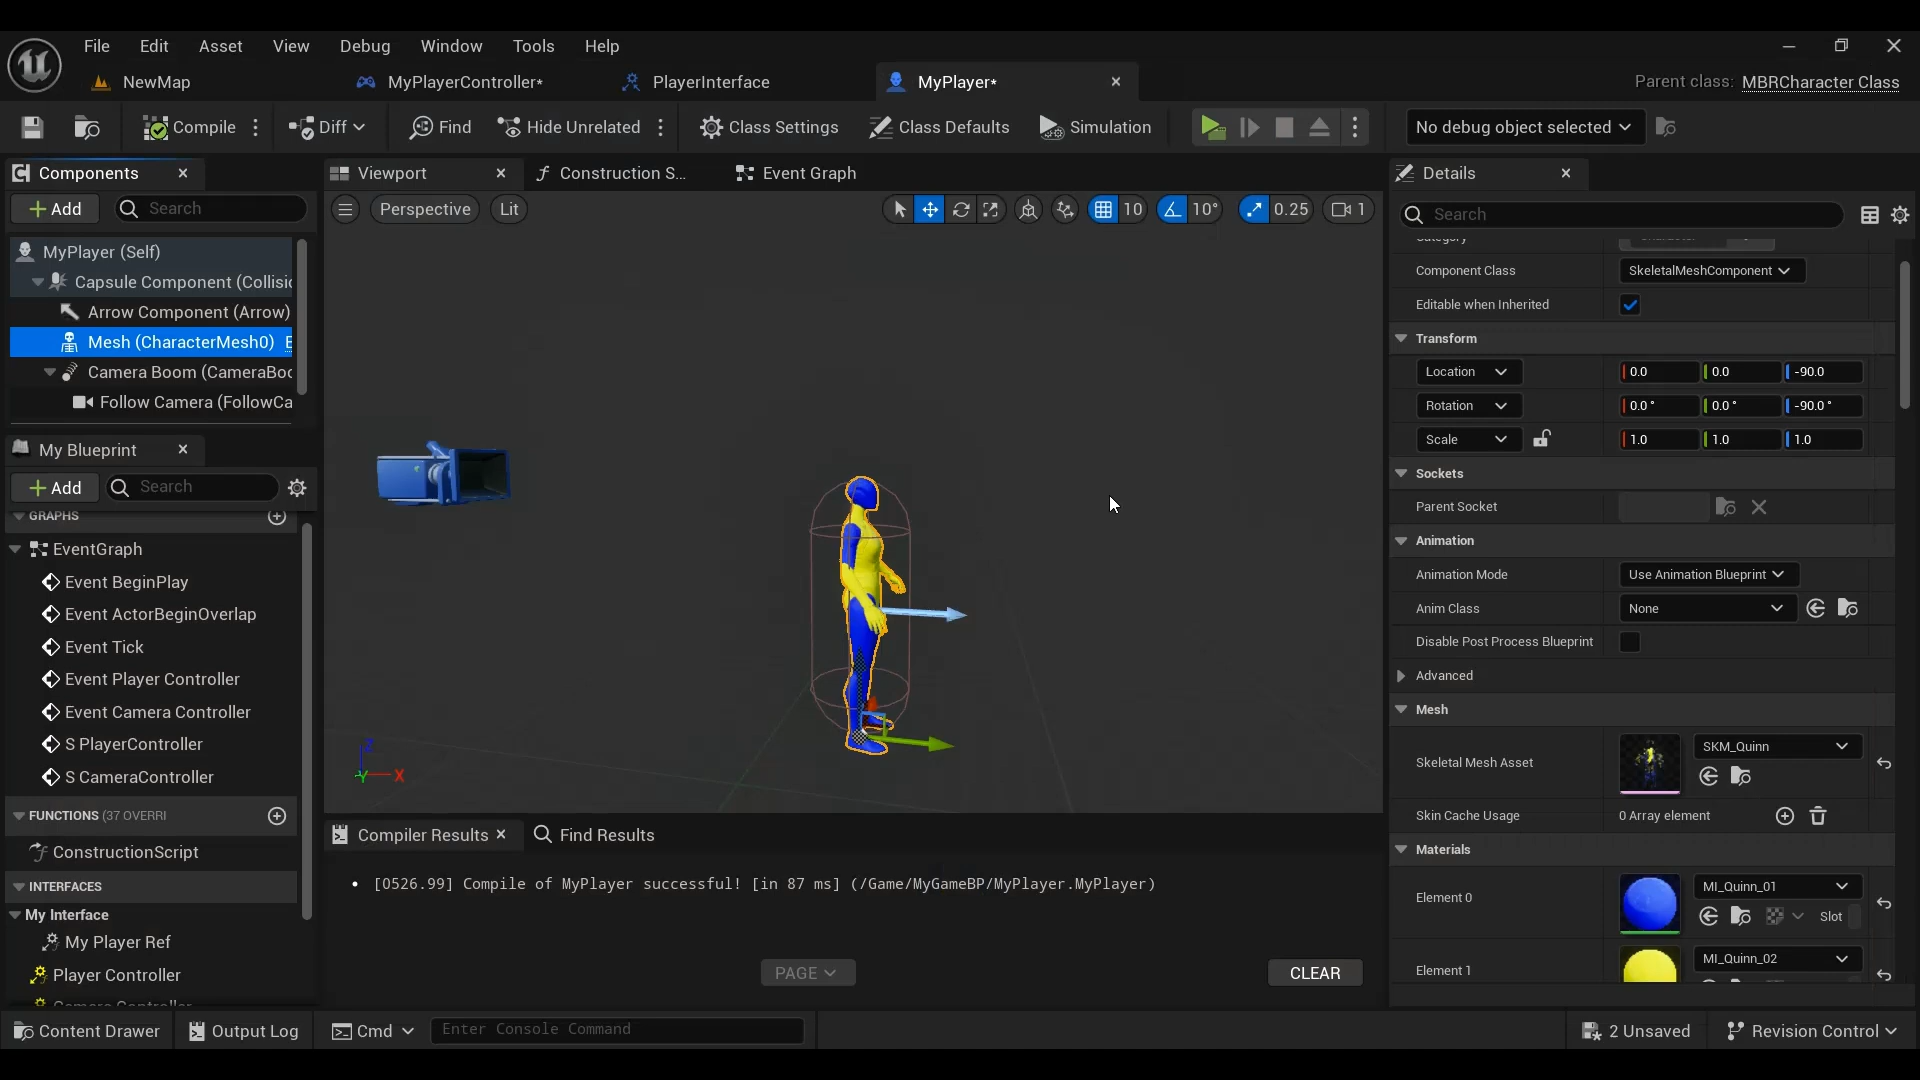 File Edit Asset View Debug Window Tools Help
NewMap MyPlayerController* PlayerInterface MyPlayer* Parent class: MBRCharacter Class
Compile Diff Find Hide Unrelated Class Settings Class Defaults Simulation No debug object selected
Components Viewport Construction S... Event Graph Details
Add Search Perspective Lit 10 10° 0.25 1 Search
MyPlayer (Self)
Capsule Component (Collisic
Arrow Component (Arrow)
Mesh (CharacterMesh0) E
Camera Boom (CameraBoo
Follow Camera (FollowCa
My Blueprint
Add Search
GRAPHS
EventGraph
Event BeginPlay
Event ActorBeginOverlap
Event Tick
Event Player Controller
Event Camera Controller
S PlayerController
S CameraController
FUNCTIONS (37 OVERRI
ConstructionScript
INTERFACES
My Interface
My Player Ref
Player Controller
Z
Y X
Compiler Results Find Results
• [0526.99] Compile of MyPlayer successful! [in 87 ms] (/Game/MyGameBP/MyPlayer.MyPlayer)
PAGE CLEAR
Component Class SkeletalMeshComponent
Editable when Inherited
Transform
Location 0.0 0.0 -90.0
Rotation 0.0° 0.0° -90.0°
Scale 1.0 1.0 1.0
Sockets
Parent Socket
Animation
Animation Mode Use Animation Blueprint
Anim Class None
Disable Post Process Blueprint
Advanced
Mesh
Skeletal Mesh Asset SKM_Quinn
Skin Cache Usage 0 Array element
Materials
Element 0 MI_Quinn_01
Slot
Element 1 MI_Quinn_02
Content Drawer Output Log Cmd Enter Console Command 2 Unsaved Revision Control